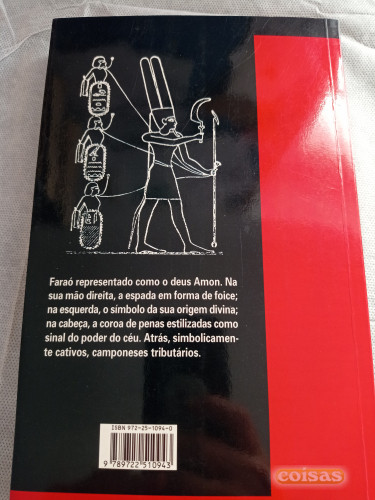 Faraó representado como o deus Amon. Na
sua mão direita, a espada em forma de foice;
na esquerda, o símbolo da sua origem divina;
na cabeça, a coroa de penas estilizadas como
sinal do poder do céu. Atrás, simbolicamen-
te cativos, camponeses tributários.
ISBN 972-25-1094-0
9 789722 510943
coisas